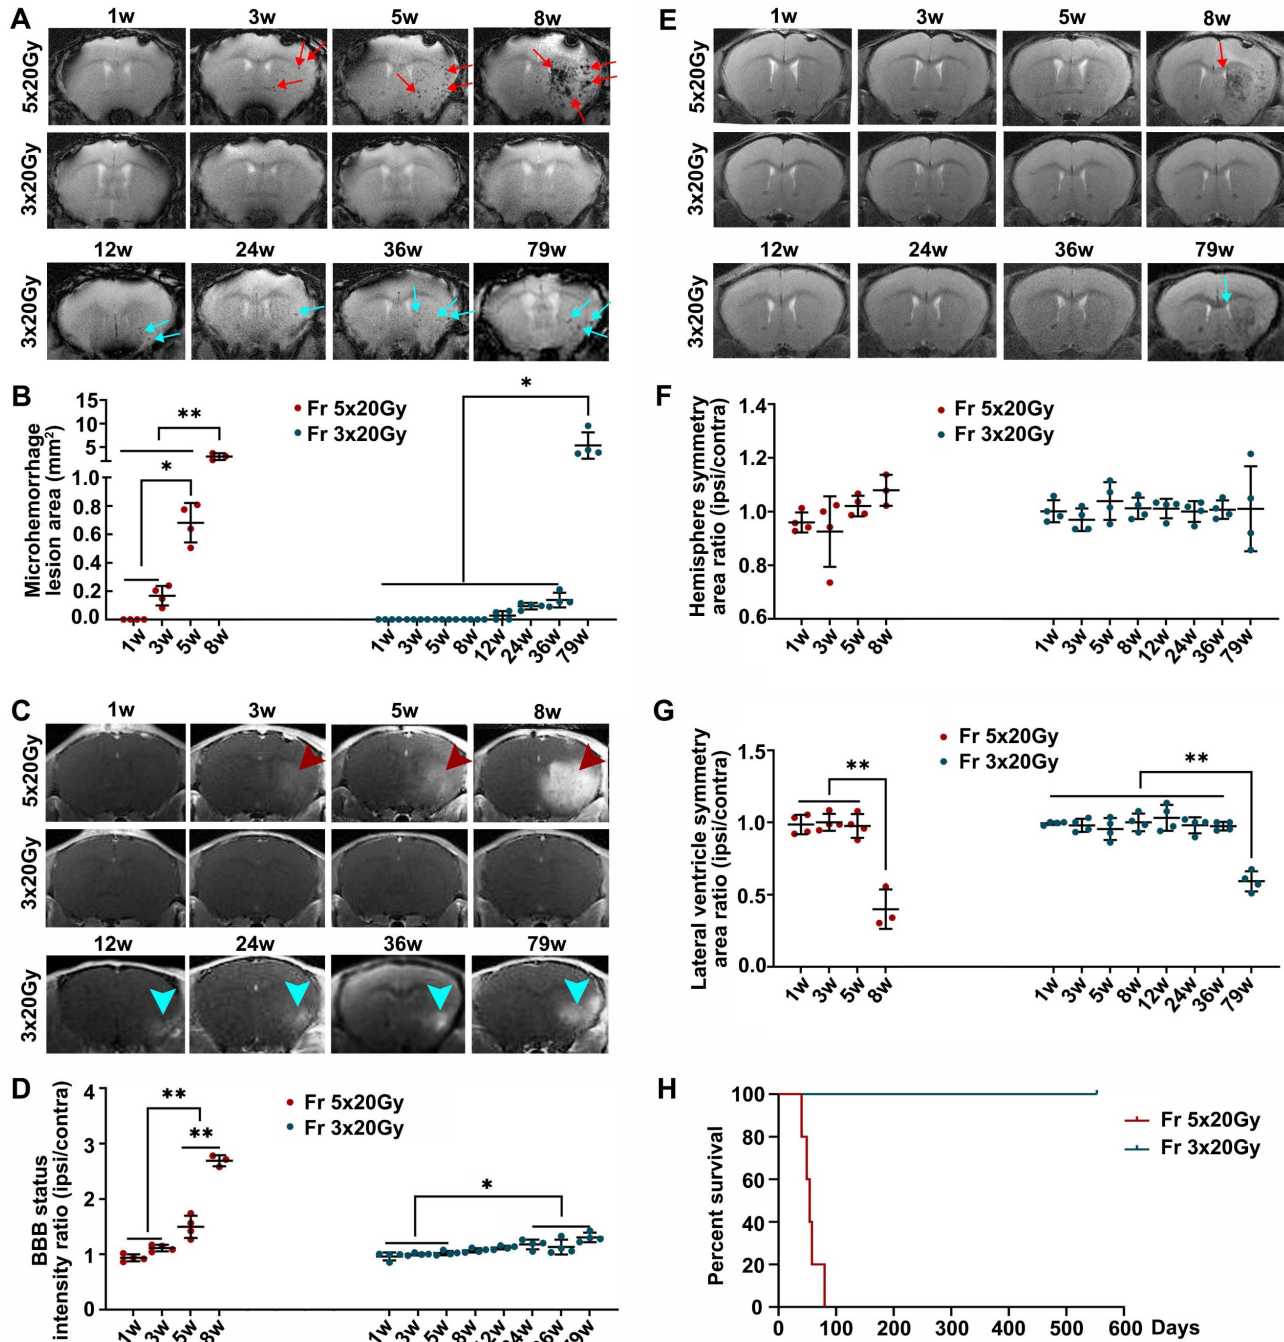 A
1w 3w 5w 8w
5x20Gy
3x20Gy
12w 24w 36w 79w
3x20Gy
B
Microhemorrhage
lesion area (mm²)
15
10
5
1.0
0.8
0.6
0.4
0.2
0.0
** * *
Fr 5x20Gy
Fr 3x20Gy
1w 3w 5w 8w 1w 3w 5w 8w 12w 24w 36w 79w
C
1w 3w 5w 8w
5x20Gy
3x20Gy
12w 24w 36w 79w
3x20Gy
D
BBB status
intensity ratio (ipsi/contra)
4
3
2
1
0
** ** *
Fr 5x20Gy
Fr 3x20Gy
1w 3w 5w 8w 1w 3w 5w 8w
E
1w 3w 5w 8w
5x20Gy
3x20Gy
12w 24w 36w 79w
3x20Gy
F
Hemisphere symmetry
area ratio (ipsi/contra)
1.4
1.2
1.0
0.8
0.6
Fr 5x20Gy
Fr 3x20Gy
1w 3w 5w 8w 1w 3w 5w 8w 12w 24w 36w 79w
G
Lateral ventricle symmetry
area ratio (ipsi/contra)
1.5
1.0
0.5
0.0
** **
Fr 5x20Gy
Fr 3x20Gy
1w 3w 5w 8w 1w 3w 5w 8w 12w 24w 36w 79w
H
Percent survival
100
80
60
40
20
0
Fr 5x20Gy
Fr 3x20Gy
0 100 200 300 400 500 600 Days